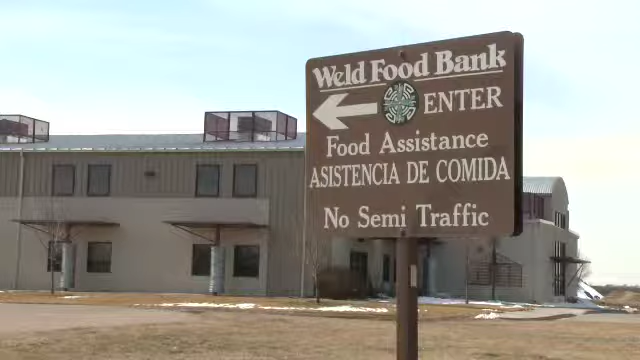 Weld Food Bank
ENTER
Food Assistance
ASISTENCIA DE COMIDA
No Semi Traffic